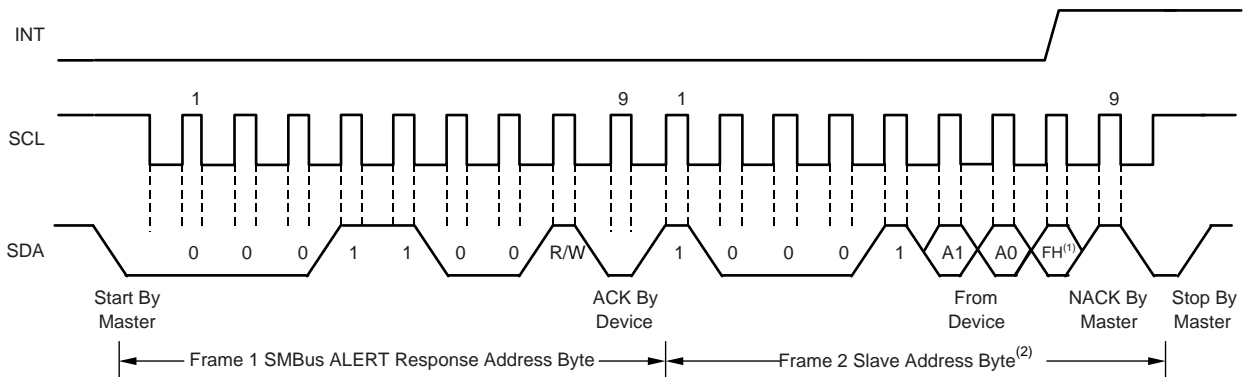 INT
1 9 1 9
SCL
SDA 0 0 0 1 1 0 0 R/W 1 0 0 0 1 A1 A0 FH(1)
Start By
Master
ACK By
Device
From
Device
NACK By
Master
Stop By
Master
Frame 1 SMBus ALERT Response Address Byte
Frame 2 Slave Address Byte(2)